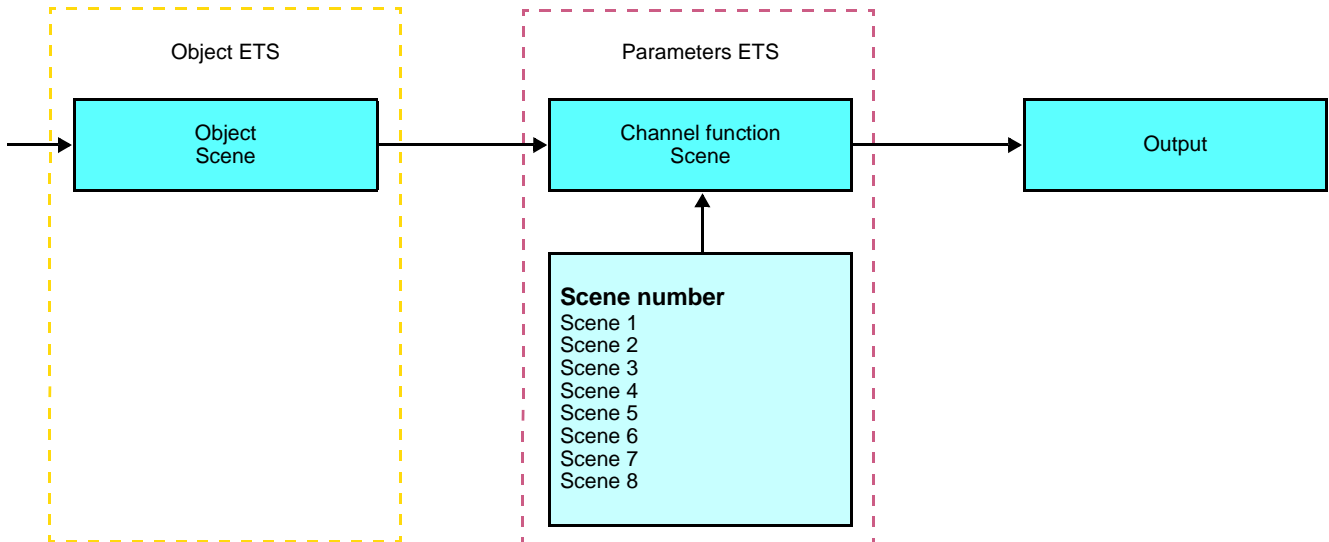 Object ETS
Parameters ETS
Object
Scene
Channel function
Scene
Output
Scene number
Scene 1
Scene 2
Scene 3
Scene 4
Scene 5
Scene 6
Scene 7
Scene 8